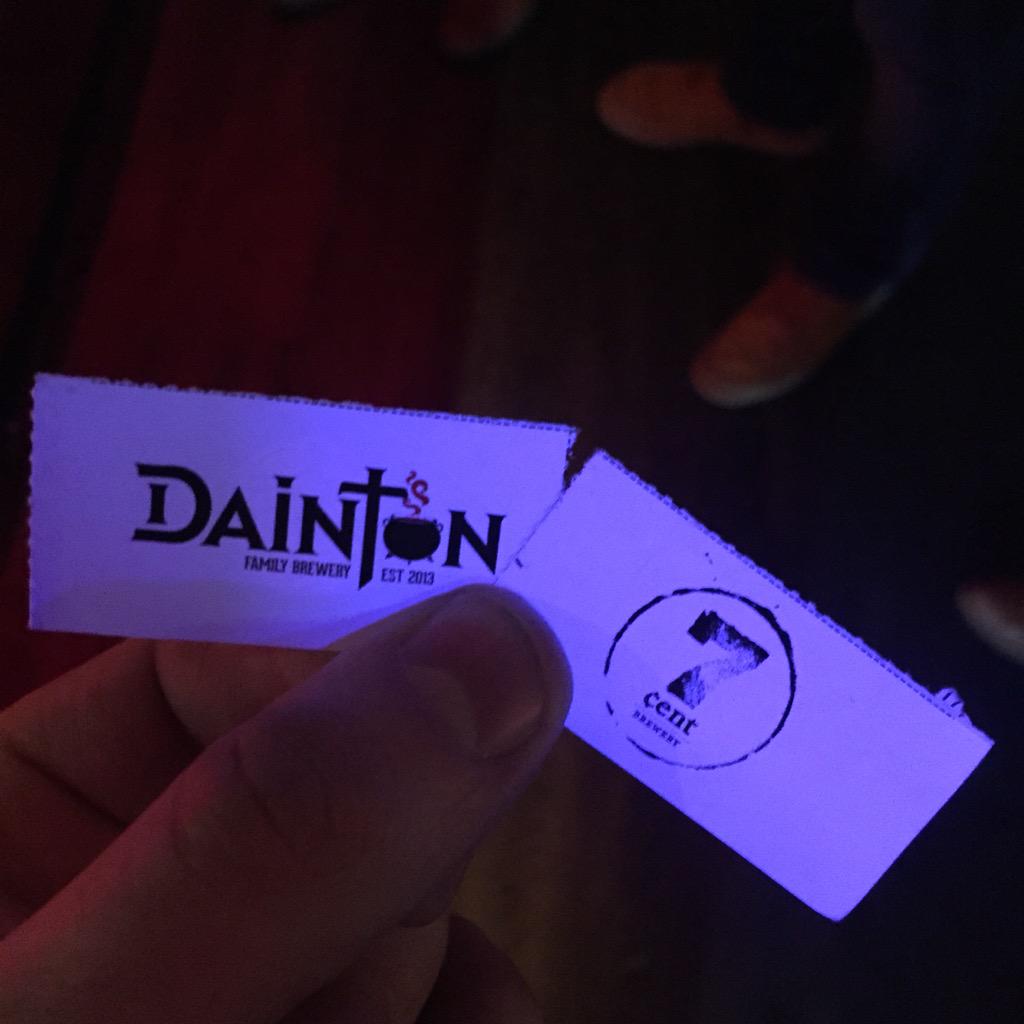 DAINTON
FAMILY BREWERY EST 2013
7
cent
BREWERY